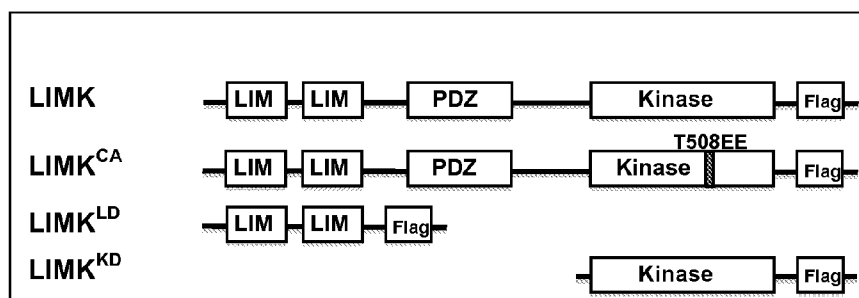 LIMK LIM LIM PDZ Kinase Flag
T508EE
LIMK^CA LIM LIM PDZ Kinase Flag
LIMK^LD LIM LIM Flag
LIMK^KD Kinase Flag